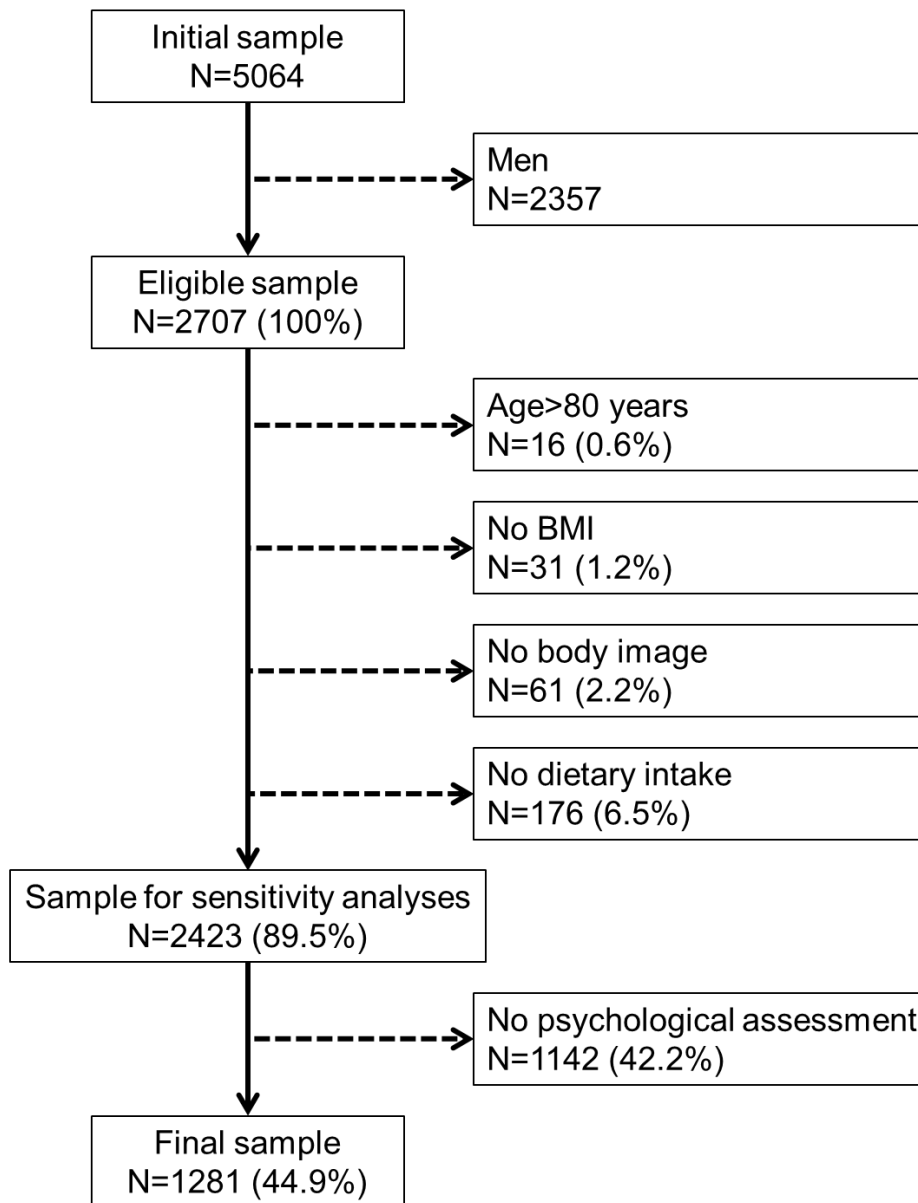 Initial sample
N=5064
Men
N=2357
Eligible sample
N=2707 (100%)
Age>80 years
N=16 (0.6%)
No BMI
N=31 (1.2%)
No body image
N=61 (2.2%)
No dietary intake
N=176 (6.5%)
Sample for sensitivity analyses
N=2423 (89.5%)
No psychological assessment
N=1142 (42.2%)
Final sample
N=1281 (44.9%)